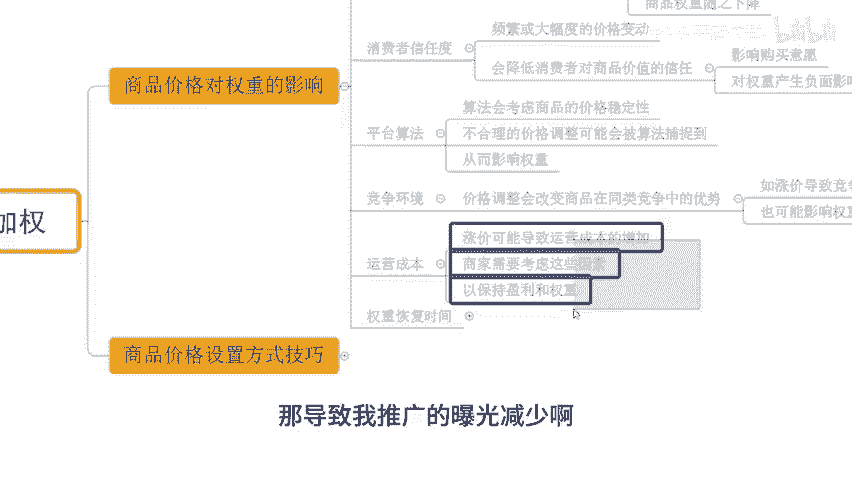 商品权重随之下降
频繁或大幅度的价格变动
消费者信任度
影响购买意愿
会降低消费者对商品价值的信任
商品价格对权重的影响
对权重产生负面影
算法会考虑商品的价格稳定性
平台算法
不合理的价格调整可能会被算法捕捉到
从而影响权重
如涨价导致竞
竞争环境
价格调整会改变商品在同类竞争中的优势
也可能影响权
加权
涨价可能导致运营成本的增加
运营成本
商家需要考虑这些因素
以保持盈利和权重
权重恢复时间
商品价格设置方式技巧
那导致我推广的曝光减少啊